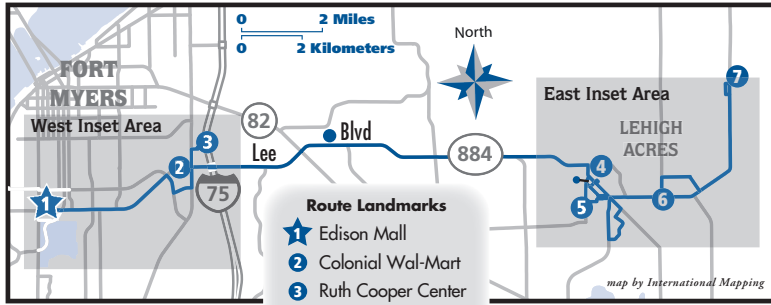 0 2 Miles
0 2 Kilometers
North
FORT
MYERS
West Inset Area
82
3
2
1
75
Lee Blvd
884
East Inset Area
7
LEHIGH
ACRES
4
5
6
Route Landmarks
1 Edison Mall
2 Colonial Wal-Mart
3 Ruth Cooper Center
map by International Mapping